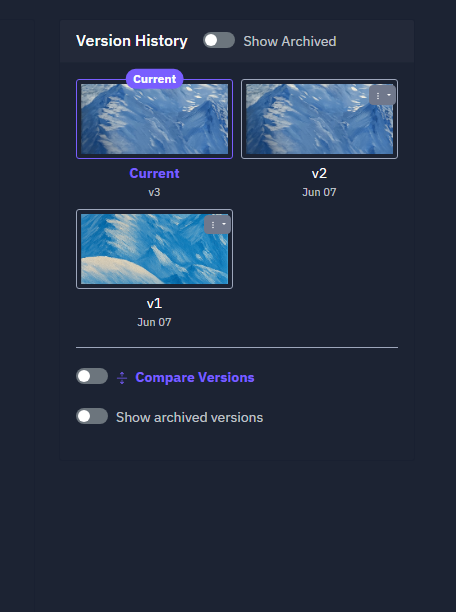 Version History
Show Archived
Current
Current
v3
v2
Jun 07
v1
Jun 07
Compare Versions
Show archived versions